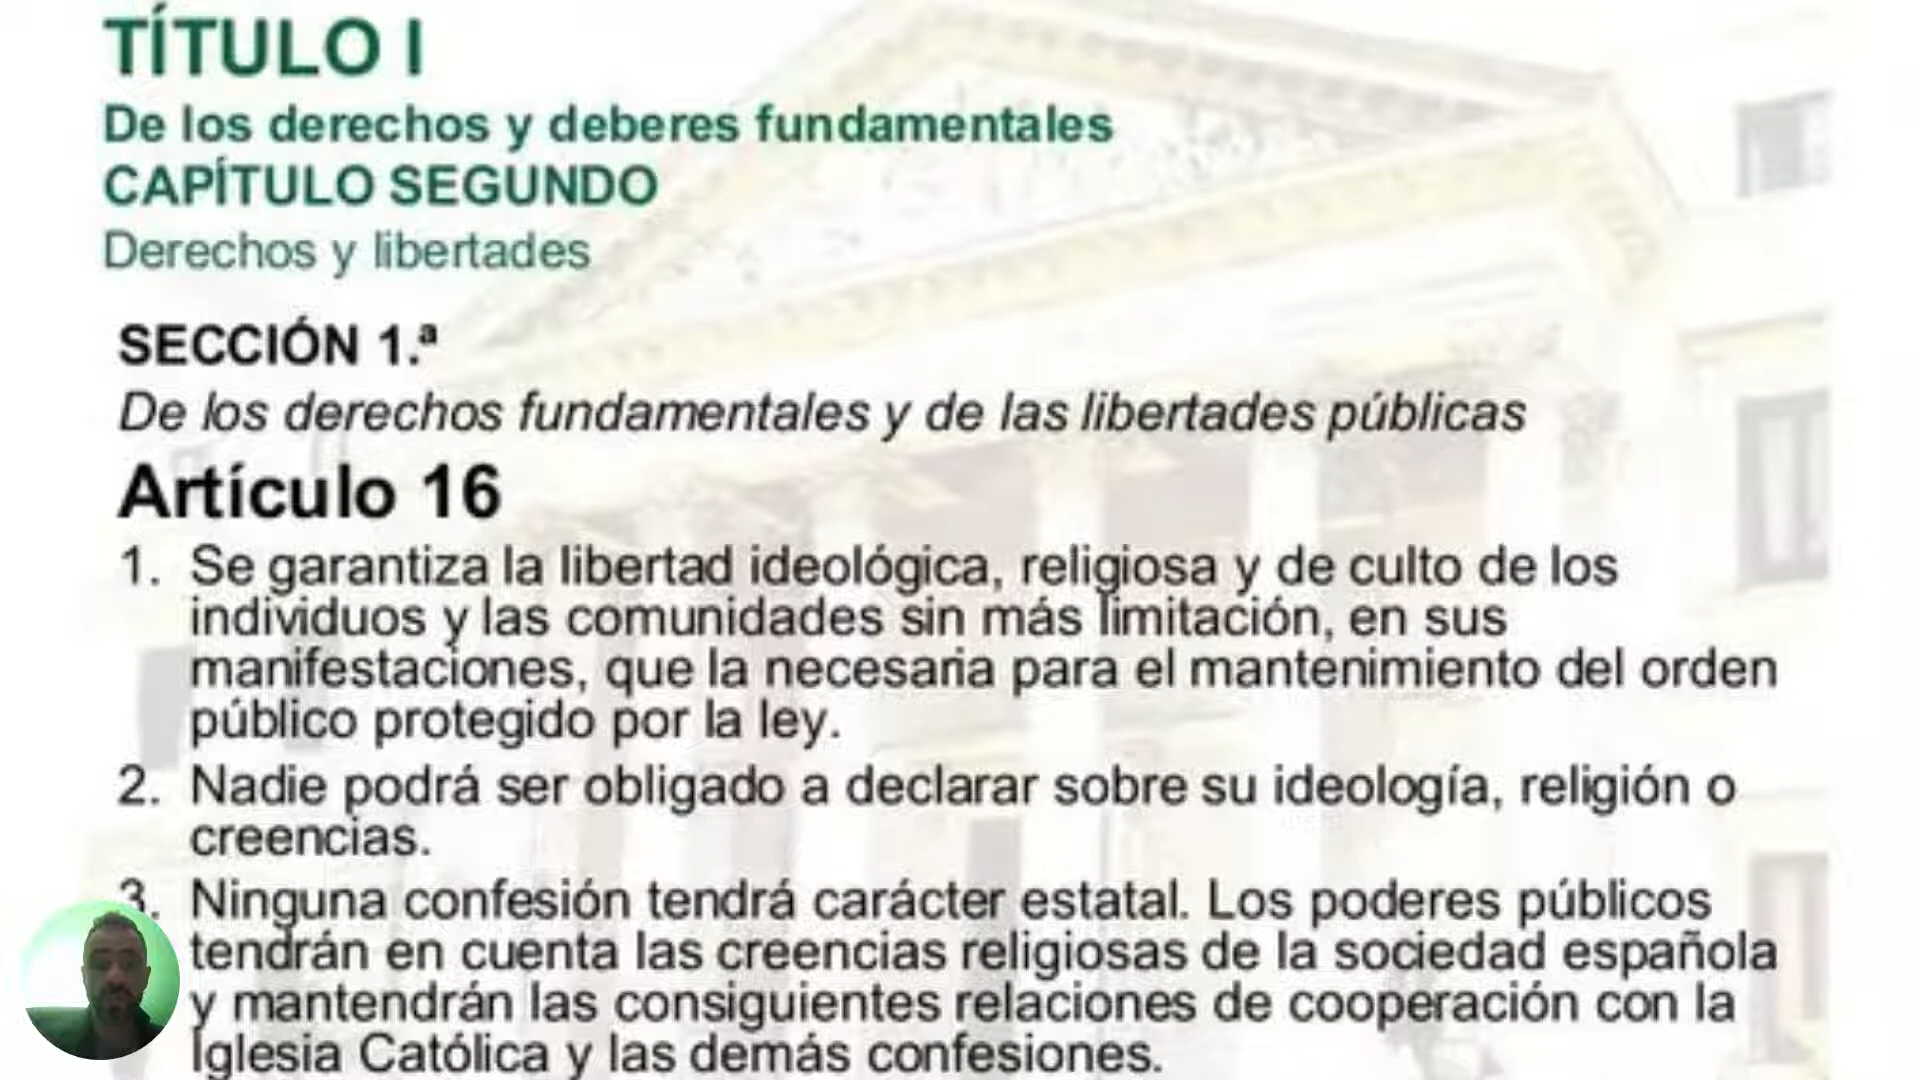 TÍTULO I
De los derechos y deberes fundamentales
CAPÍTULO SEGUNDO
Derechos y libertades
SECCIÓN 1.ª
De los derechos fundamentales y de las libertades públicas
Artículo 16
1. Se garantiza la libertad ideológica, religiosa y de culto de los
individuos y las comunidades sin más limitación, en sus
manifestaciones, que la necesaria para el mantenimiento del orden
público protegido por la ley.
2. Nadie podrá ser obligado a declarar sobre su ideología, religión o
creencias.
3. Ninguna confesión tendrá carácter estatal. Los poderes públicos
tendrán en cuenta las creencias religiosas de la sociedad española
y mantendrán las consiguientes relaciones de cooperación con la
Iglesia Católica y las demás confesiones.